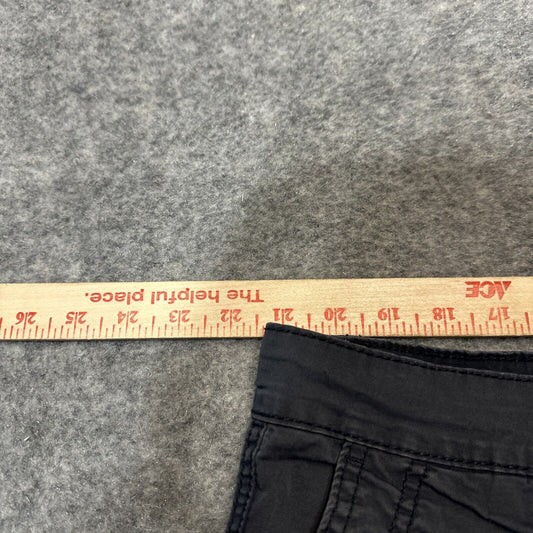 ACE The helpful place.
17 18 19 20 21 22 23 24 25 26